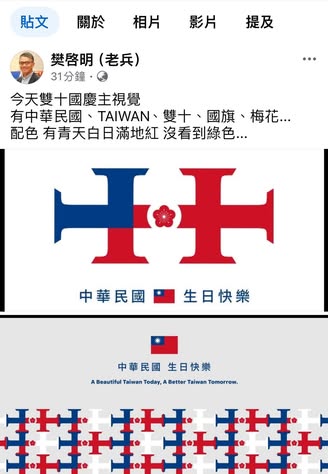 貼文 關於 相片 影片 提及
樊啓明 (老兵)
31分鐘 ·
今天雙十國慶主視覺
有中華民國、TAIWAN、雙十、國旗、梅花...
配色 有青天白日滿地紅 沒看到綠色...
中華民國 生日快樂
中華民國 生日快樂
A Beautiful Taiwan Today, A Better Taiwan Tomorrow.